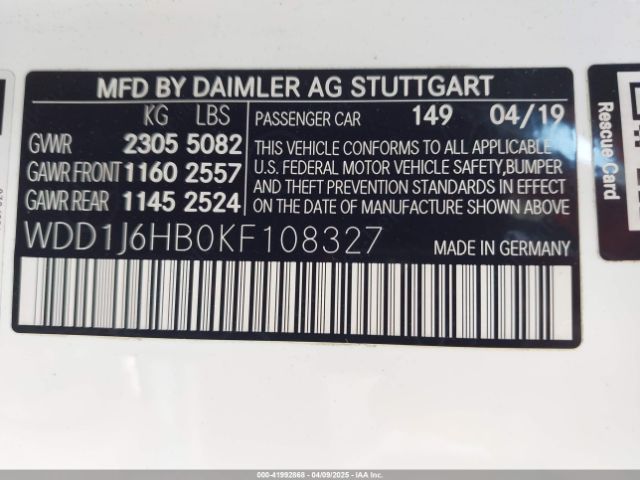 MFD BY DAIMLER AG STUTTGART
KG LBS
GVWR 2305 5082
GAWR FRONT 1160 2557
GAWR REAR 1145 2524
PASSENGER CAR 149 04/19
THIS VEHICLE CONFORMS TO ALL APPLICABLE
U.S. FEDERAL MOTOR VEHICLE SAFETY,BUMPER
AND THEFT PREVENTION STANDARDS IN EFFECT
ON THE DATE OF MANUFACTURE SHOWN ABOVE
WDD1J6HB0KF108327
MADE IN GERMANY
Rescue Card
000-41992868 - 04/09/2025 - IAAI.com